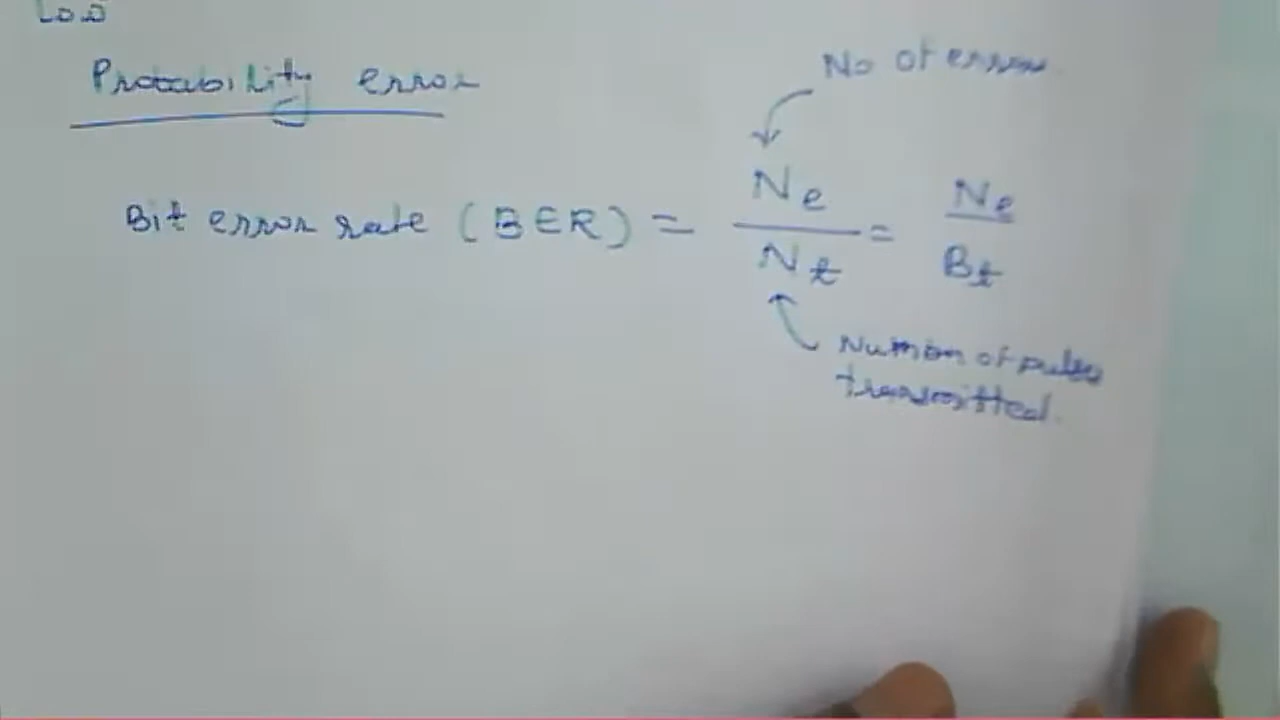 Probability error
No of errors
Bit error rate (BER) = Ne / Nt = Ne / Bt
Number of pulses
transmitted.